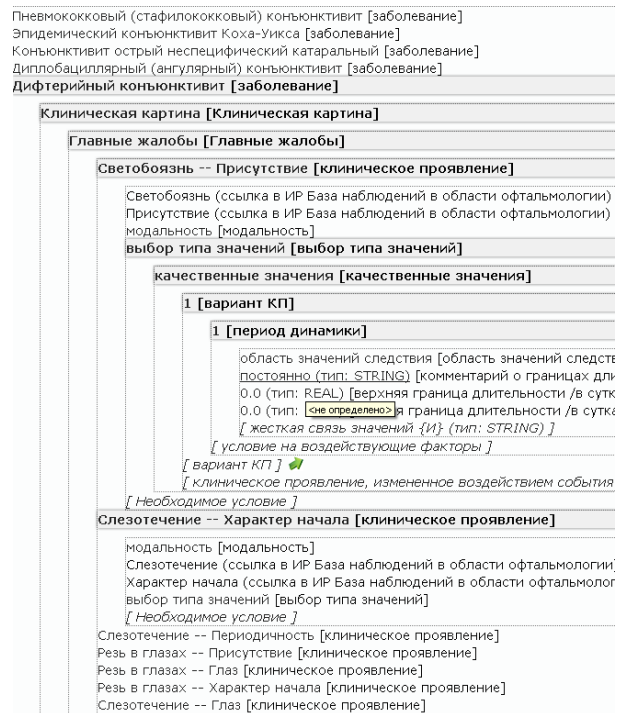 Пневмококковый (стафилококковый) конъюнктивит [заболевание]
Эпидемический конъюнктивит Коха-Уикса [заболевание]
Конъюнктивит острый неспецифический катаральный [заболевание]
Диплобациллярный (ангулярный) конъюнктивит [заболевание]
Дифтерийный конъюнктивит [заболевание]
Клиническая картина [Клиническая картина]
Главные жалобы [Главные жалобы]
Светобоязнь -- Присутствие [клиническое проявление]
Светобоязнь (ссылка в ИР База наблюдений в области офтальмологии)
Присутствие (ссылка в ИР База наблюдений в области офтальмологии)
модальность [модальность]
выбор типа значений [выбор типа значений]
качественные значения [качественные значения]
1 [вариант КП]
1 [период динамики]
область значений следствия [область значений следств
постоянно (тип: STRING) [комментарий о границах дли
0.0 (тип: REAL) [верхняя граница длительности /в сутк
0.0 (тип: <не определено> я граница длительности /в сутка
[ жесткая связь значений {И} (тип: STRING) ]
[ условие на воздействующие факторы ]
[ вариант КП ]
[ клиническое проявление, измененное воздействием события
[ Необходимое условие ]
Слезотечение -- Характер начала [клиническое проявление]
модальность [модальность]
Слезотечение (ссылка в ИР База наблюдений в области офтальмологии)
Характер начала (ссылка в ИР База наблюдений в области офтальмолог
выбор типа значений [выбор типа значений]
[ Необходимое условие ]
Слезотечение -- Периодичность [клиническое проявление]
Резь в глазах -- Присутствие [клиническое проявление]
Резь в глазах -- Глаз [клиническое проявление]
Резь в глазах -- Характер начала [клиническое проявление]
Слезотечение -- Глаз [клиническое проявление]